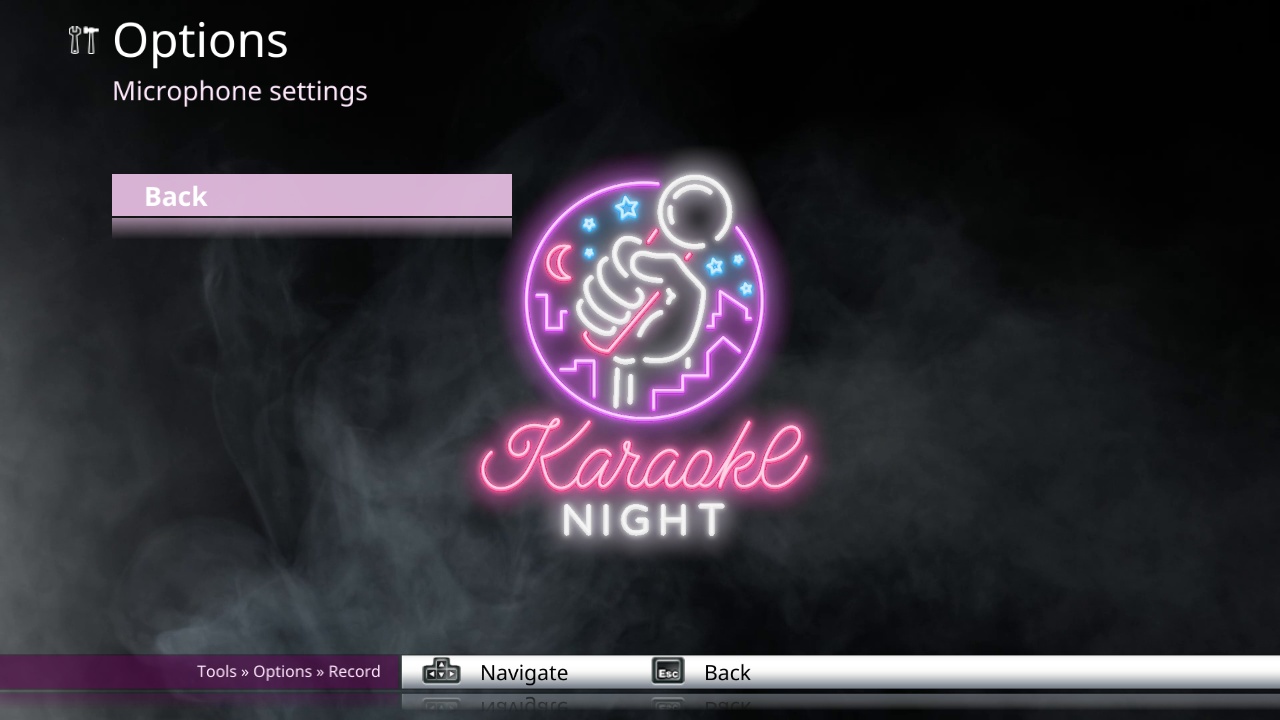 Options
Microphone settings
Back
Karaoke
NIGHT
Tools » Options » Record
Navigate
Esc
Back